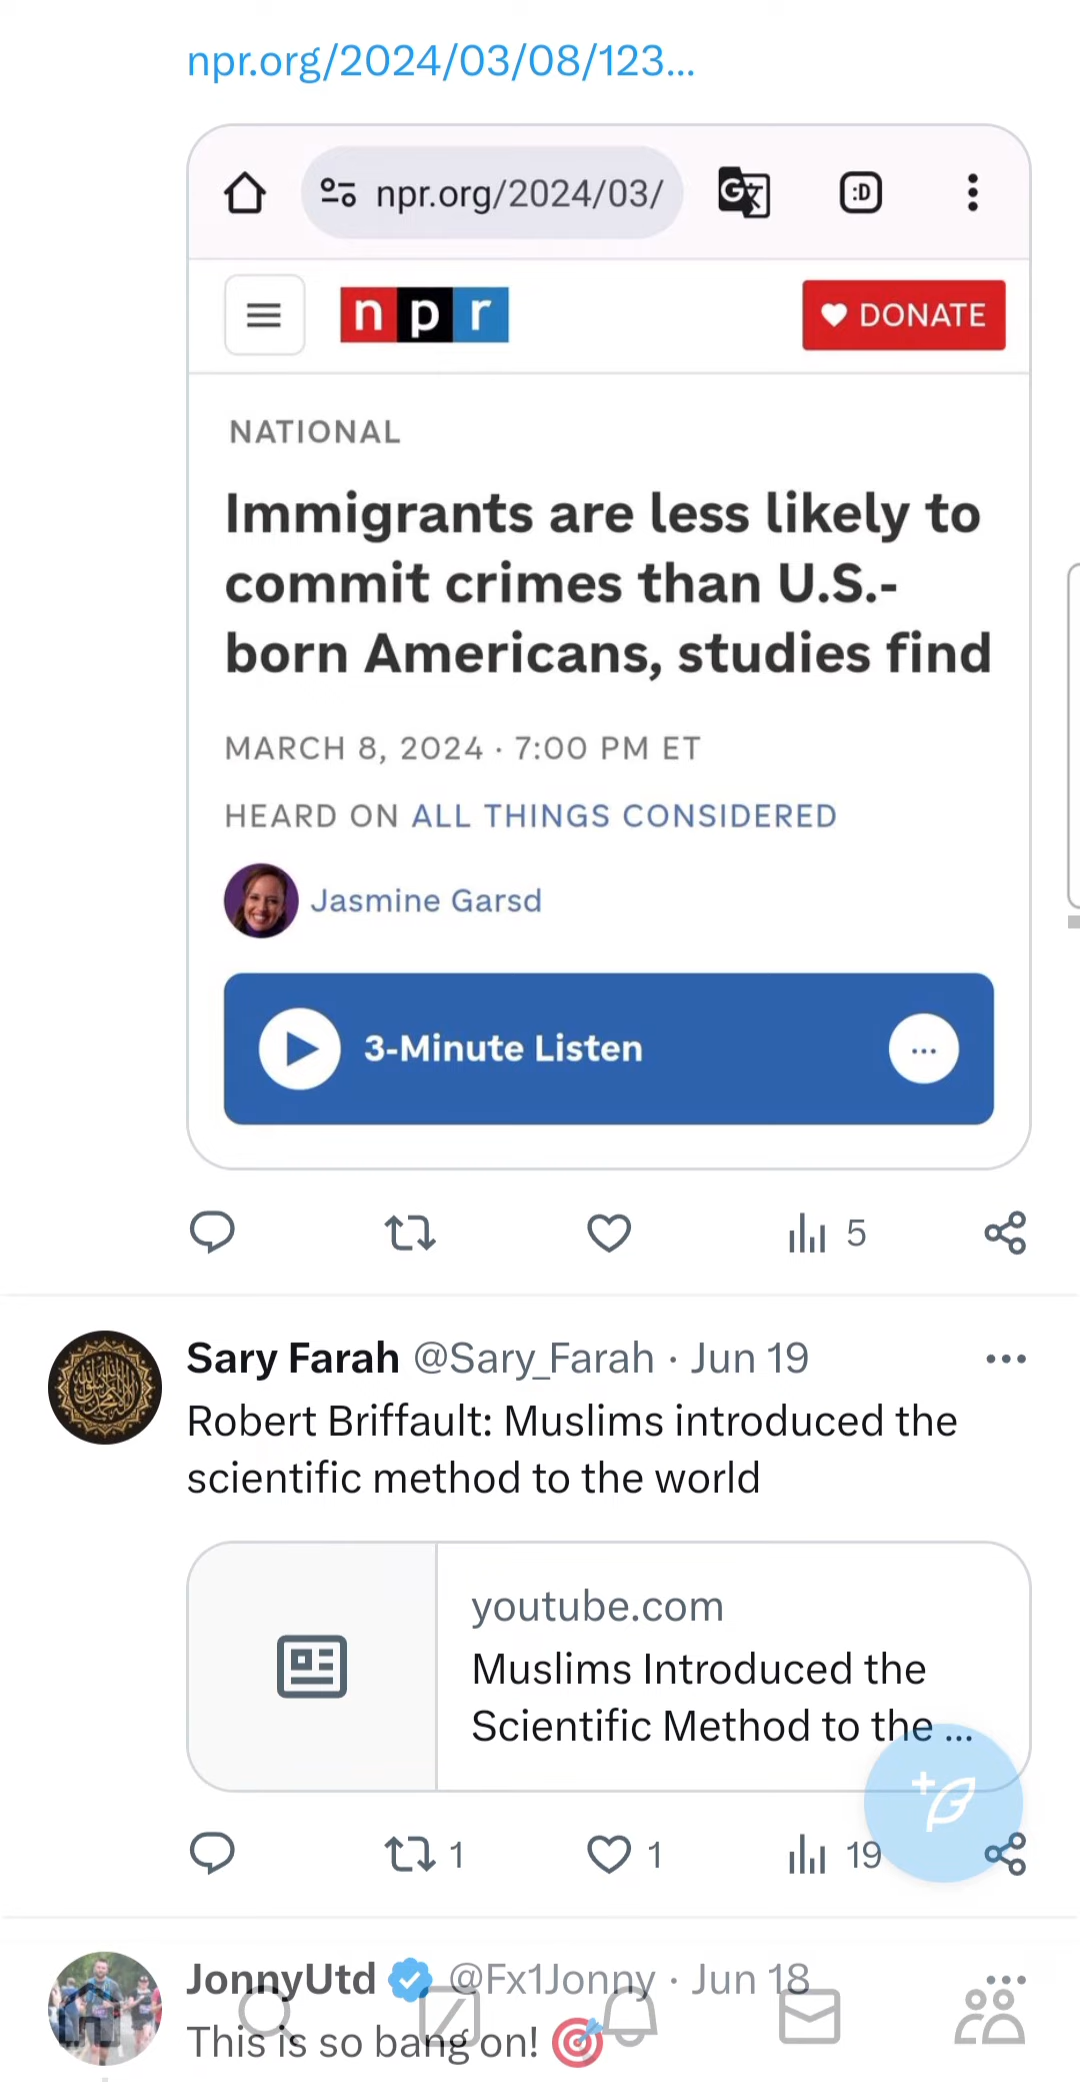 npr.org/2024/03/08/123...
npr.org/2024/03/
:D
npr
DONATE
NATIONAL
Immigrants are less likely to
commit crimes than U.S.-
born Americans, studies find
MARCH 8, 2024 · 7:00 PM ET
HEARD ON ALL THINGS CONSIDERED
Jasmine Garsd
3-Minute Listen
5
Sary Farah @Sary_Farah · Jun 19
Robert Briffault: Muslims introduced the
scientific method to the world
youtube.com
Muslims Introduced the
Scientific Method to the ...
1 1 19
JonnyUtd @Fx1Jonny · Jun 18
This is so bang on! 🎯